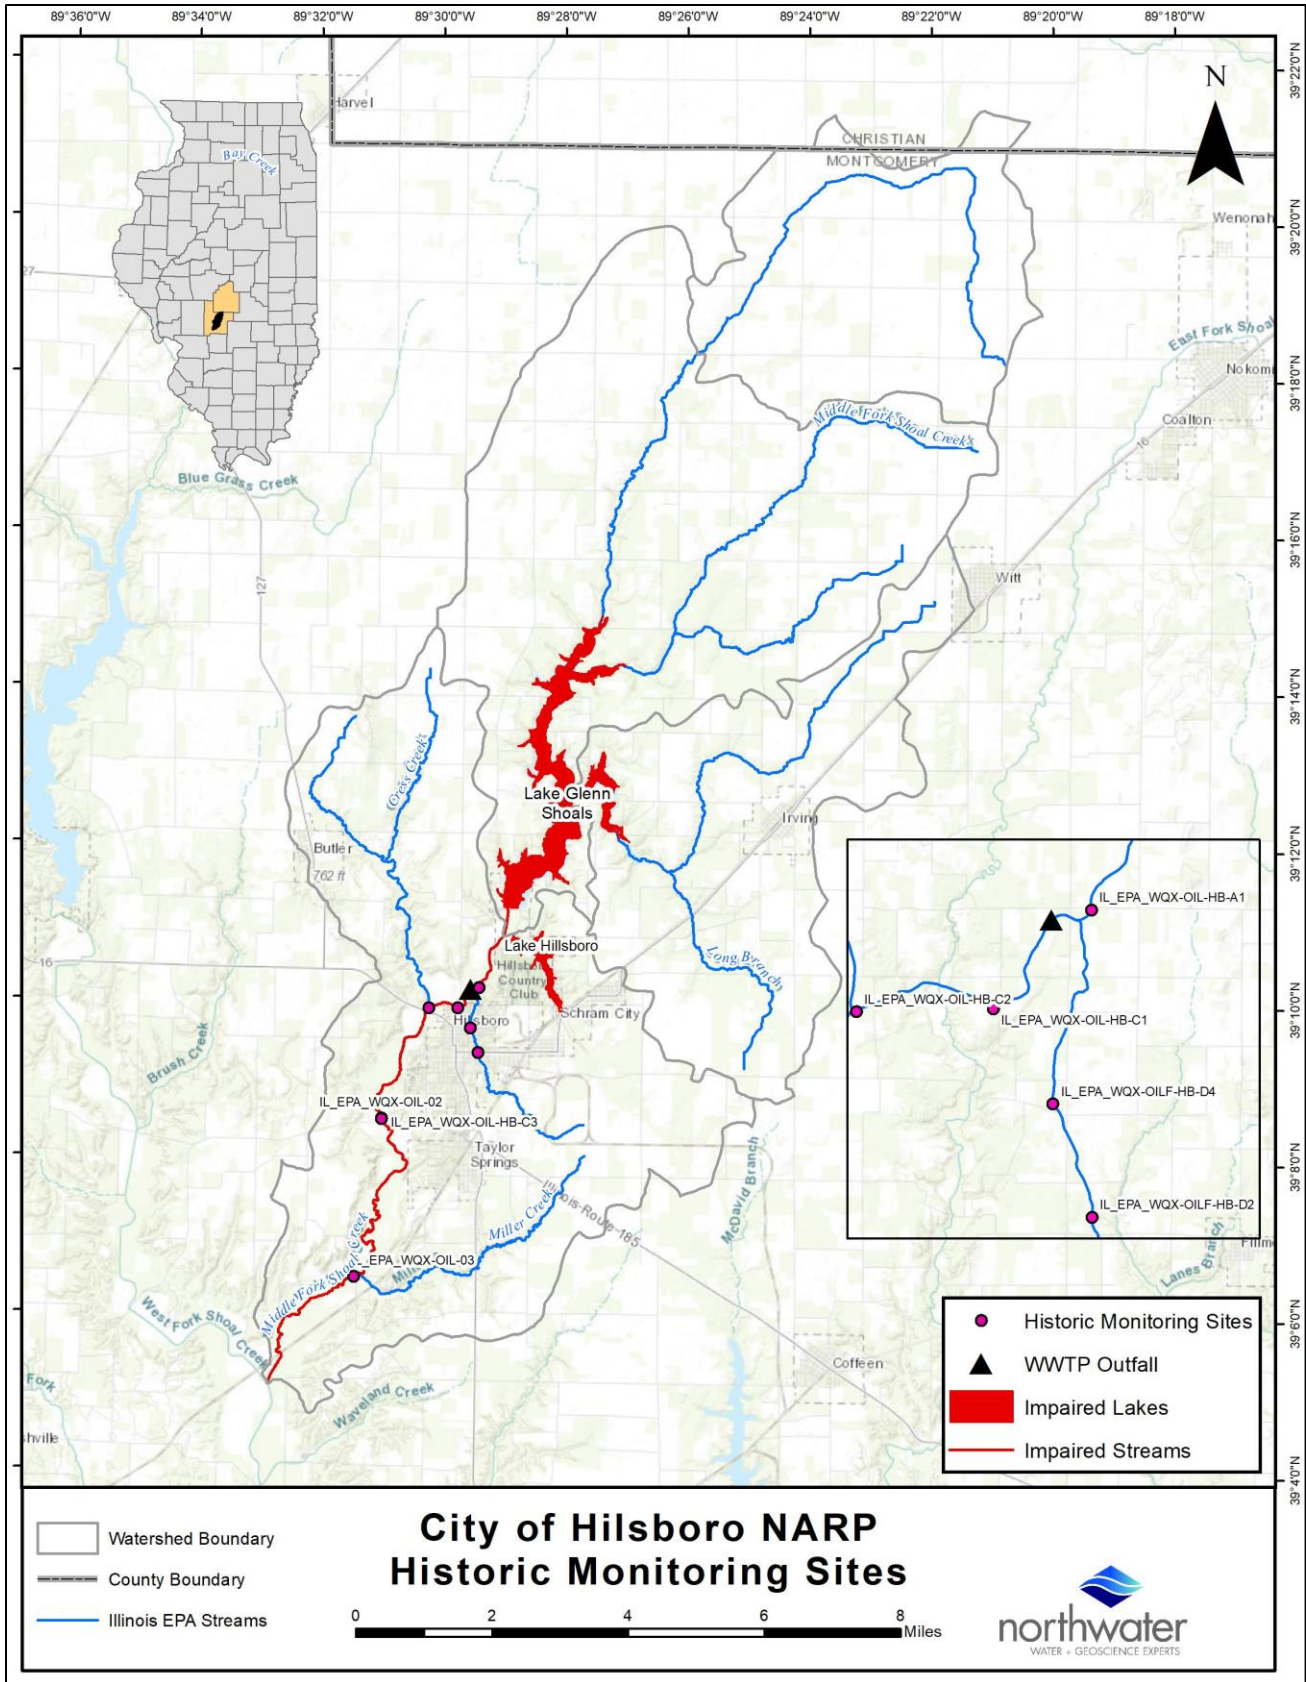 89°36'0"W
89°34'0"W
89°32'0"W
89°30'0"W
89°28'0"W
89°26'0"W
89°24'0"W
89°22'0"W
89°20'0"W
89°18'0"W
39°22'0"N
39°20'0"N
39°18'0"N
39°16'0"N
39°14'0"N
39°12'0"N
39°10'0"N
39°8'0"N
39°6'0"N
39°4'0"N
N
Harvel
Bay Creek
CHRISTIAN
MONTGOMERY
Wenonah
27
East Fork Shoal
Nokomi
Coalton
16
Middle Fork Shoal Creek
Blue Grass Creek
127
Witt
Cress Creek
Lake Glenn
Shoals
Irving
Butler
762 ft
Lake Hillsboro
Hillsboro
Country
Club
Long Branch
16
Hillsboro
Schram City
Brush Creek
IL_EPA_WQX-OIL-HB-A1
IL_EPA_WQX-OIL-HB-C2
IL_EPA_WQX-OIL-HB-C1
IL_EPA_WQX-OILF-HB-D4
IL_EPA_WQX-OILF-HB-D2
IL_EPA_WQX-OIL-02
IL_EPA_WQX-OIL-HB-C3
Taylor
Springs
Illinois-Route-185
McDavid Branch
Miller Creek
_EPA_WQX-OIL-03
Middle Fork Shoal Creek
West Fork Shoal Creek
Lanes Branch
Fillm
Fork
Waveland Creek
Coffeen
shville
Historic Monitoring Sites
WWTP Outfall
Impaired Lakes
Impaired Streams
Watershed Boundary
County Boundary
Illinois EPA Streams
City of Hilsboro NARP
Historic Monitoring Sites
0 2 4 6 8
Miles
northwater
WATER + GEOSCIENCE EXPERTS